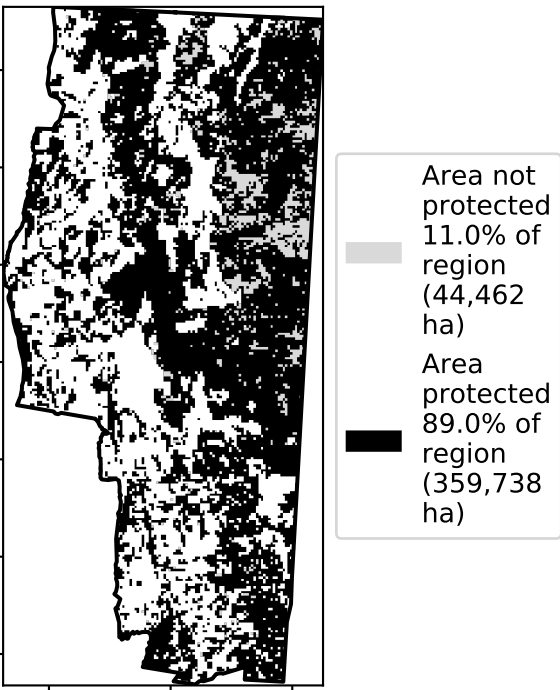 Area not
protected
11.0% of
region
(44,462
ha)
Area
protected
89.0% of
region
(359,738
ha)